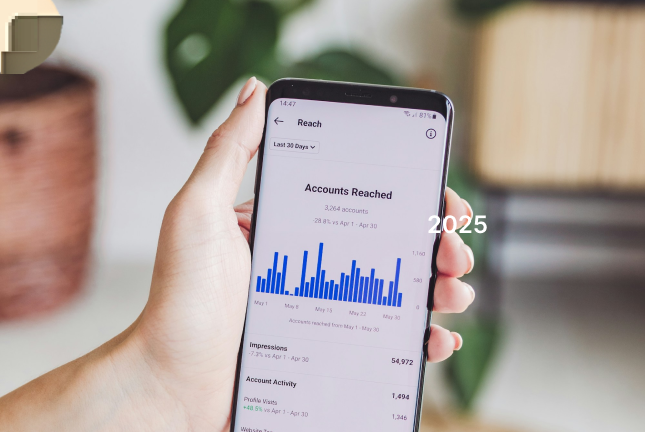 14:47
81%
Reach
Last 30 Days
Accounts Reached
3,264 accounts
-28.8% vs Apr 1 - Apr 30
2025
1,160
580
0
May 1
May 8
May 15
May 22
May 30
Accounts reached from May 1 - May 30
Impressions
54,972
-7.3% vs Apr 1 - Apr 30
Account Activity
1,494
Profile Visits
1,346
+48.5% vs Apr 1 - Apr 30
Website